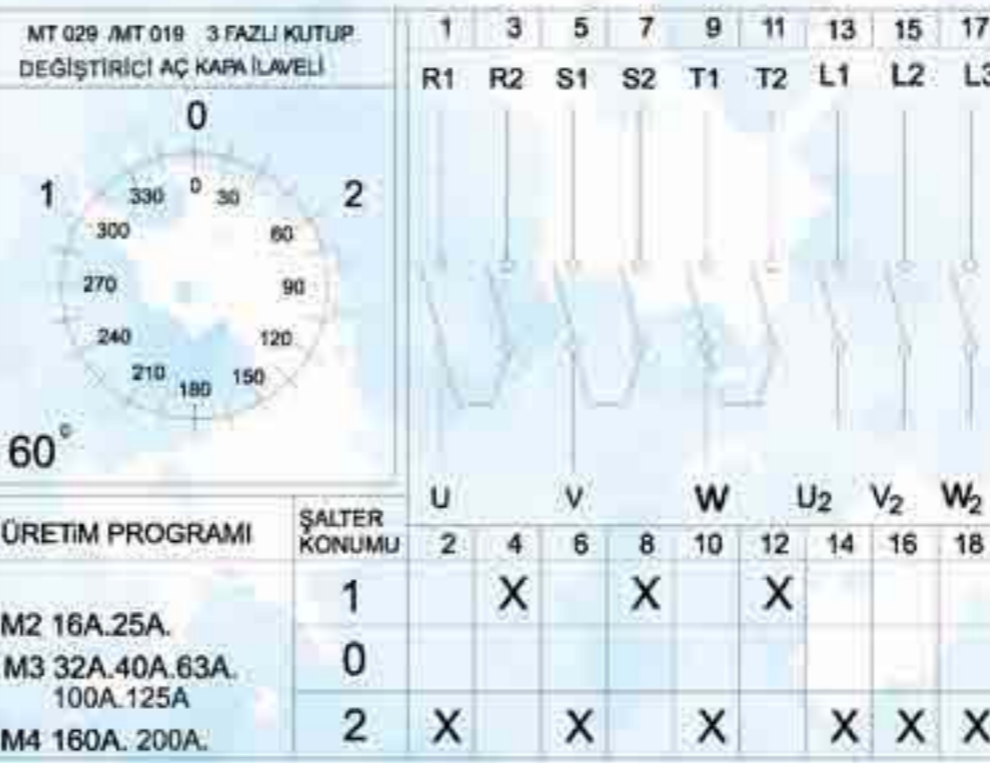 MT 029 /MT 019 3 FAZLI KUTUP
DEĞİŞTİRİCİ AÇ KAPA İLAVELİ
0
1 2
0 30 60 90 120 150 180 210 240 270 300 330
60°
1 3 5 7 9 11 13 15 17
R1 R2 S1 S2 T1 T2 L1 L2 L3
U V W U2 V2 W2
ÜRETİM PROGRAMI
ŞALTER
KONUMU
2 4 6 8 10 12 14 16 18
1 X X X
0
2 X X X X X X
M2 16A.25A.
M3 32A.40A.63A.
100A.125A
M4 160A. 200A.